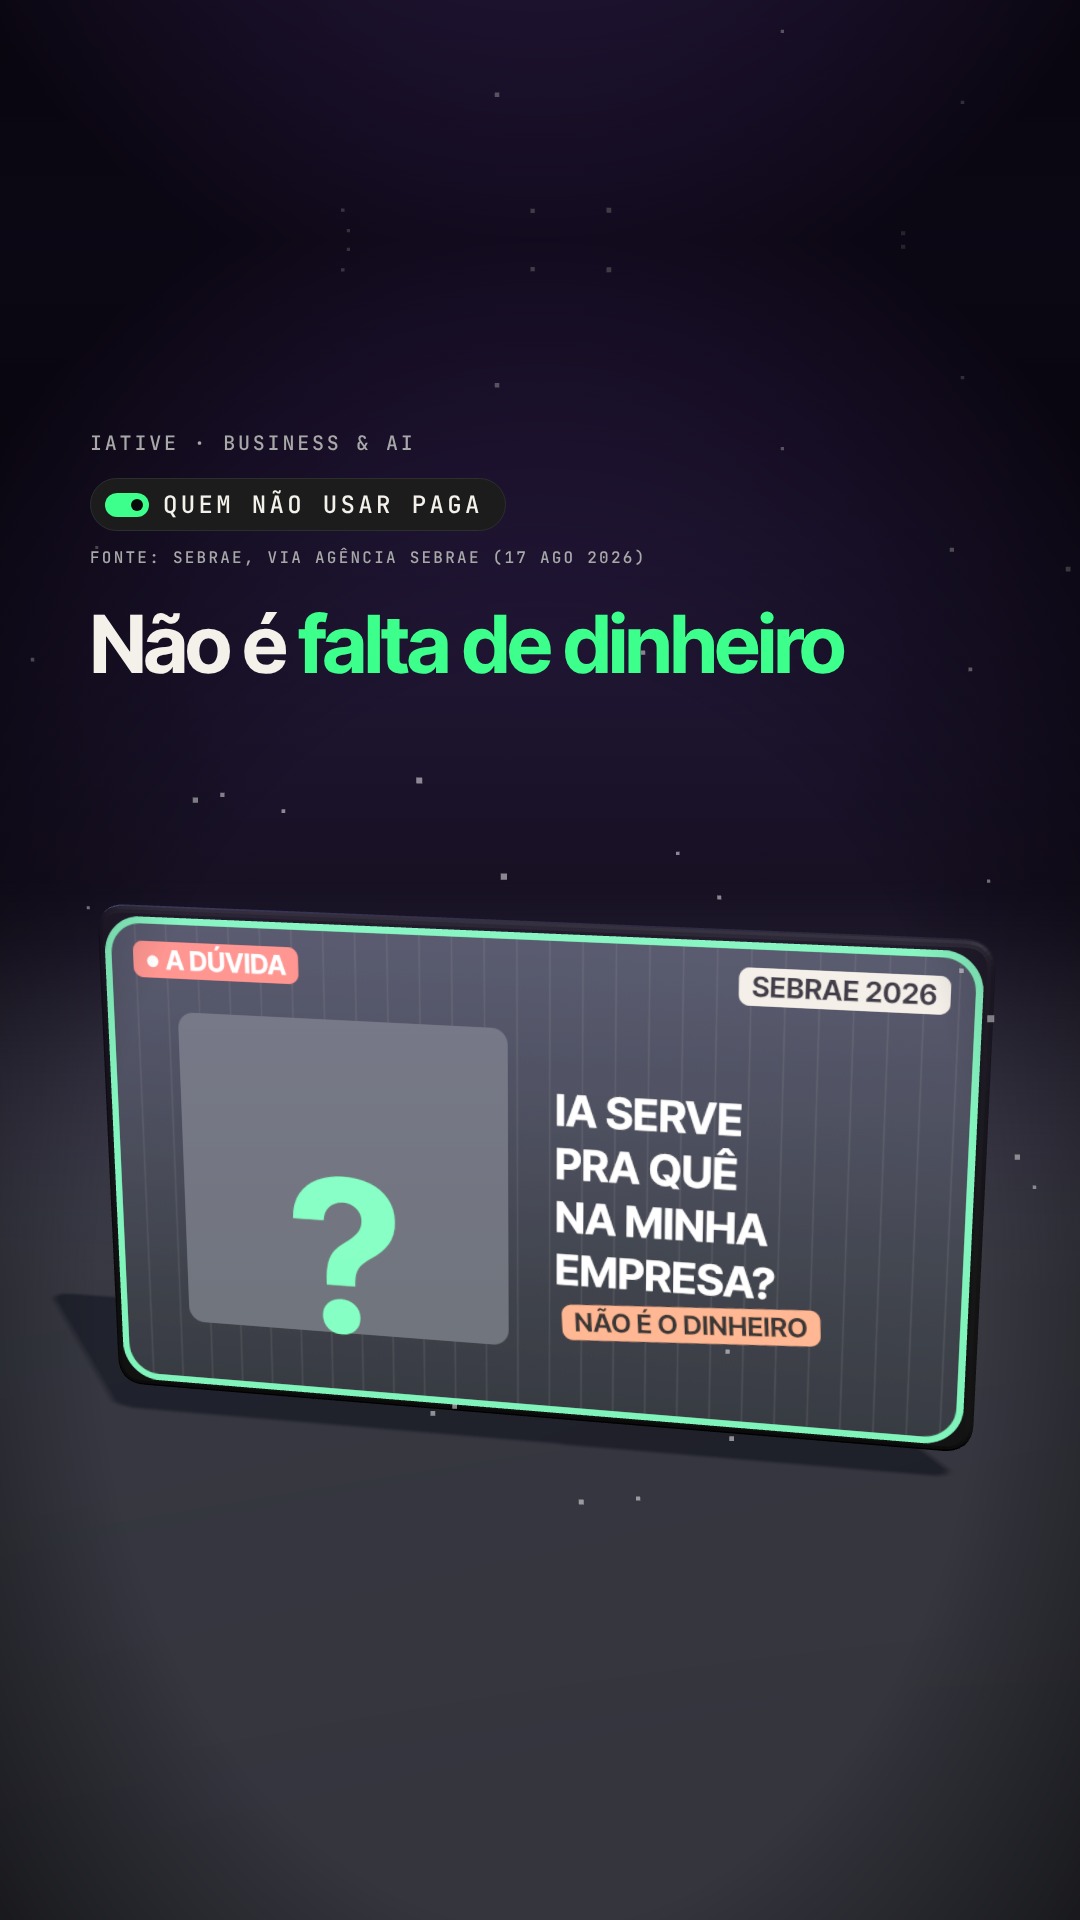 IATIVE · BUSINESS & AI
QUEM NÃO USAR PAGA
FONTE: SEBRAE, VIA AGÊNCIA SEBRAE (17 AGO 2026)
Não é falta de dinheiro
• A DÚVIDA
SEBRAE 2026
?
IA SERVE
PRA QUÊ
NA MINHA
EMPRESA?
NÃO É O DINHEIRO